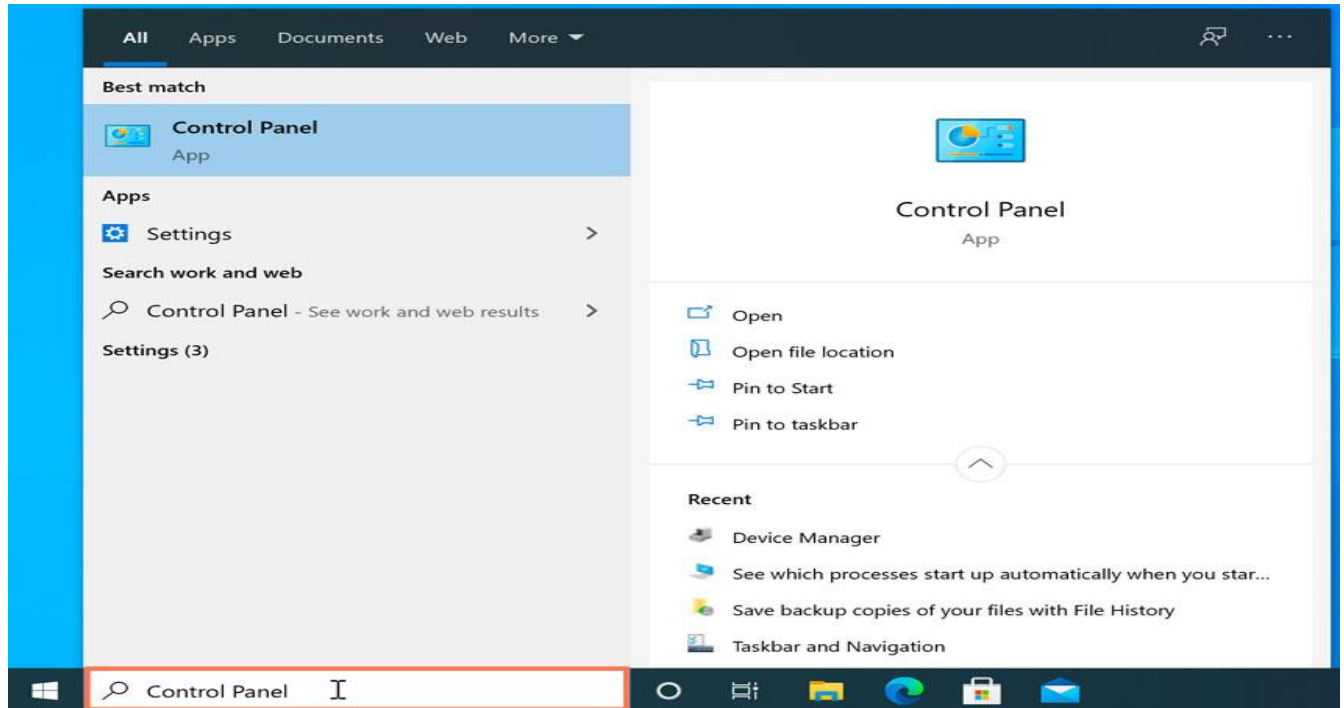 All Apps Documents Web More
Best match
Control Panel
App
Apps
Settings
Search work and web
Control Panel - See work and web results
Settings (3)
Control Panel
App
Open
Open file location
Pin to Start
Pin to taskbar
Recent
Device Manager
See which processes start up automatically when you star...
Save backup copies of your files with File History
Taskbar and Navigation
Control Panel